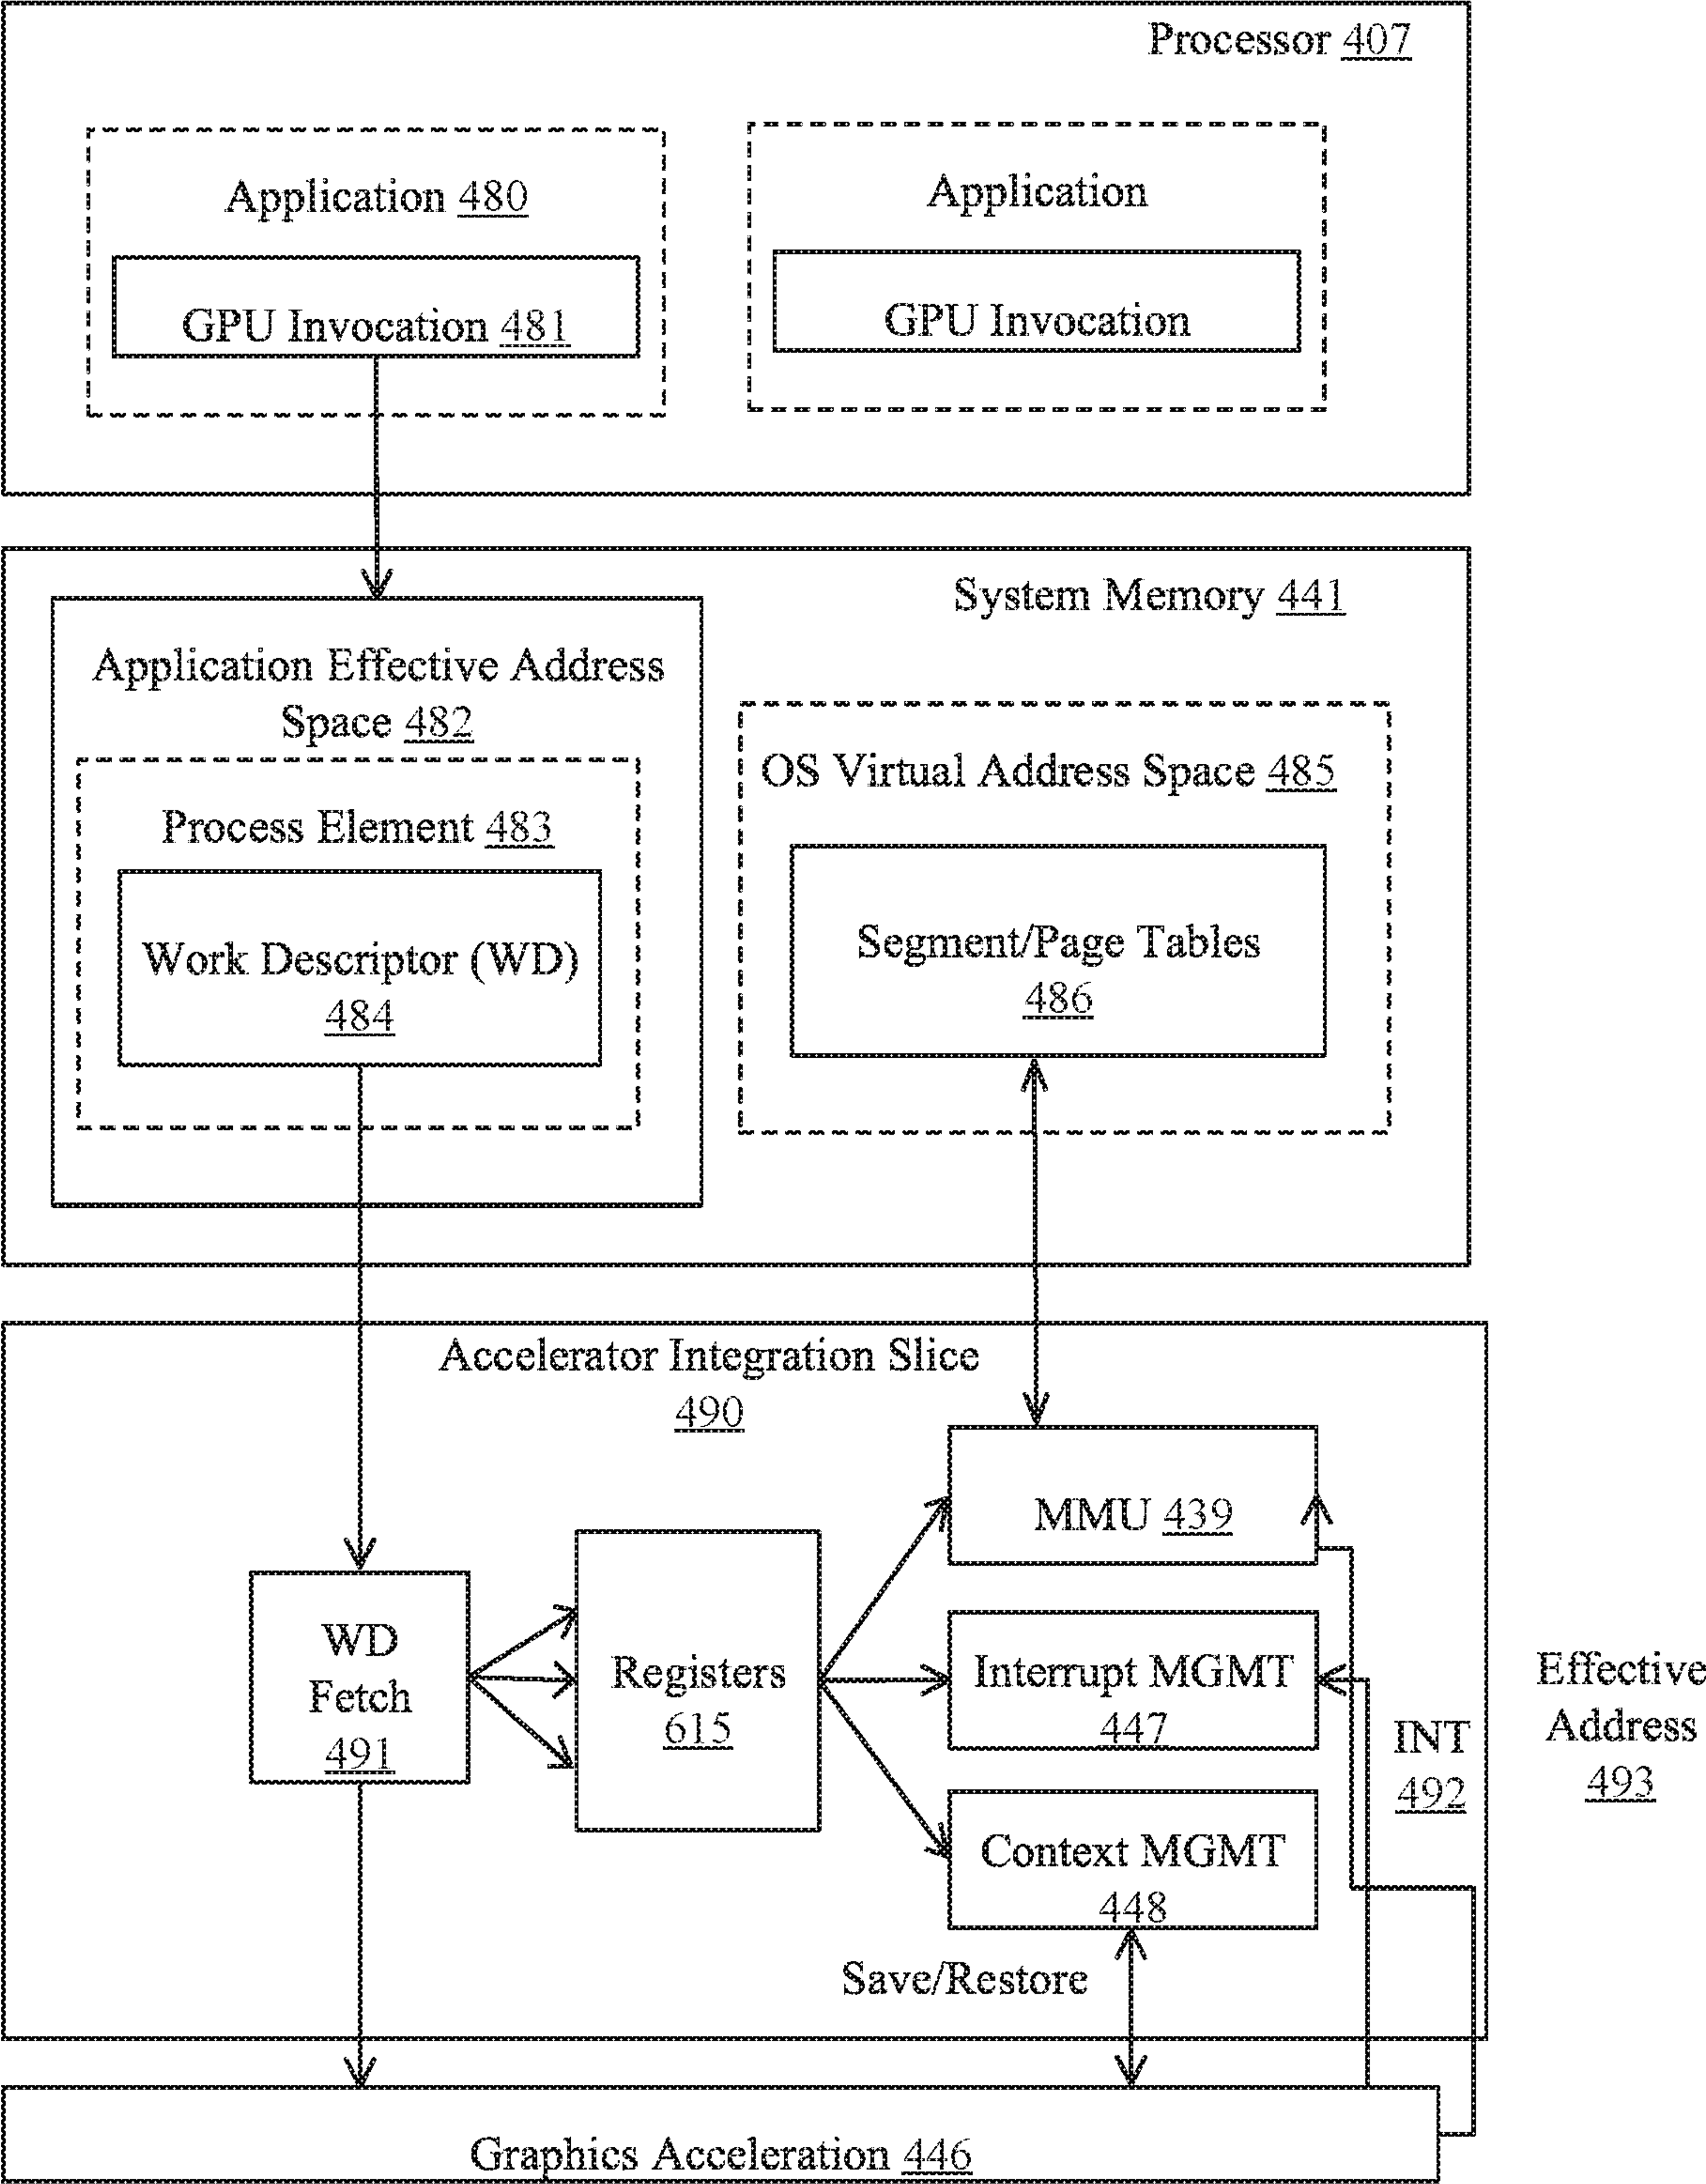 Processor 407
Application 480
GPU Invocation 481
Application
GPU Invocation
System Memory 441
Application Effective Address
Space 482
Process Element 483
Work Descriptor (WD)
484
OS Virtual Address Space 485
Segment/Page Tables
486
Accelerator Integration Slice
490
WD
Fetch
491
Registers
615
MMU 439
Interrupt MGMT
447
Context MGMT
448
INT
492
Effective
Address
493
Save/Restore
Graphics Acceleration 446